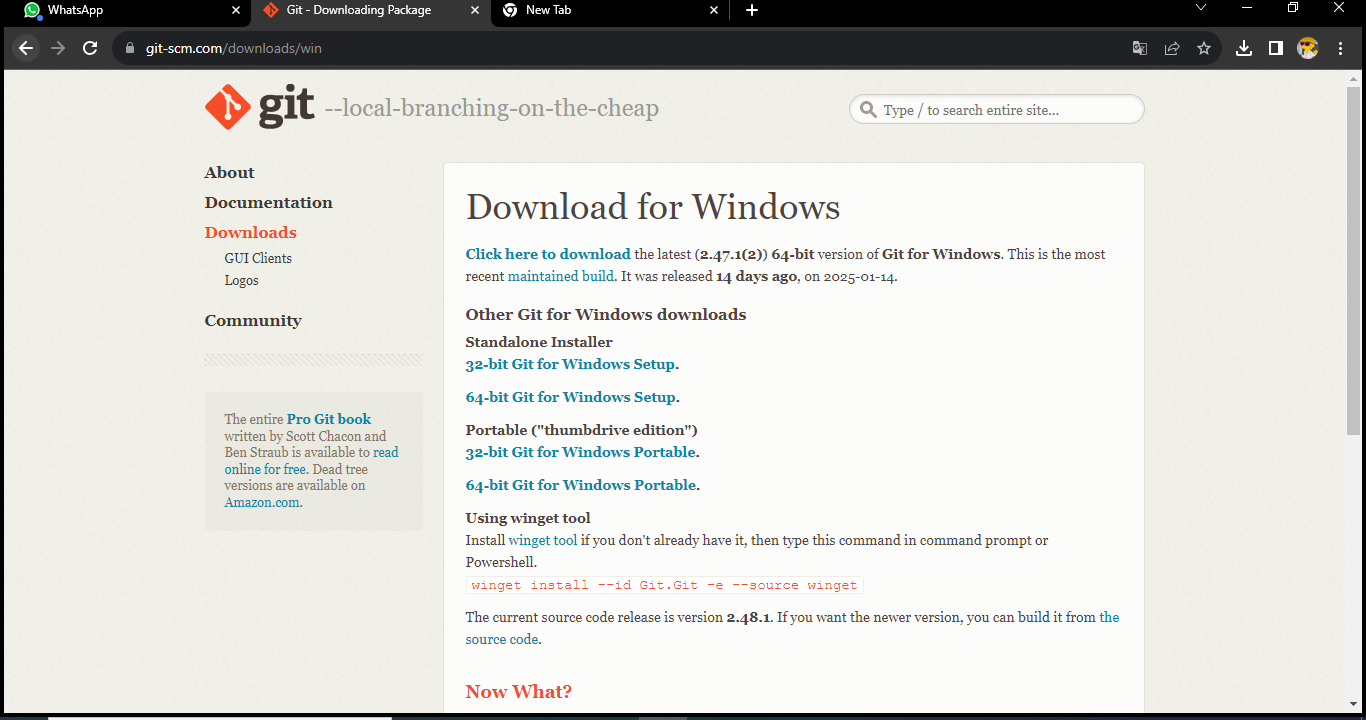 WhatsApp
Git - Downloading Package
New Tab
git-scm.com/downloads/win
git --local-branching-on-the-cheap
Type / to search entire site...
About
Documentation
Downloads
GUI Clients
Logos
Community
The entire Pro Git book
written by Scott Chacon and
Ben Straub is available to read
online for free. Dead tree
versions are available on
Amazon.com.
Download for Windows
Click here to download the latest (2.47.1(2)) 64-bit version of Git for Windows. This is the most
recent maintained build. It was released 14 days ago, on 2025-01-14.
Other Git for Windows downloads
Standalone Installer
32-bit Git for Windows Setup.
64-bit Git for Windows Setup.
Portable ("thumbdrive edition")
32-bit Git for Windows Portable.
64-bit Git for Windows Portable.
Using winget tool
Install winget tool if you don't already have it, then type this command in command prompt or
Powershell.
winget install --id Git.Git -e --source winget
The current source code release is version 2.48.1. If you want the newer version, you can build it from the
source code.
Now What?